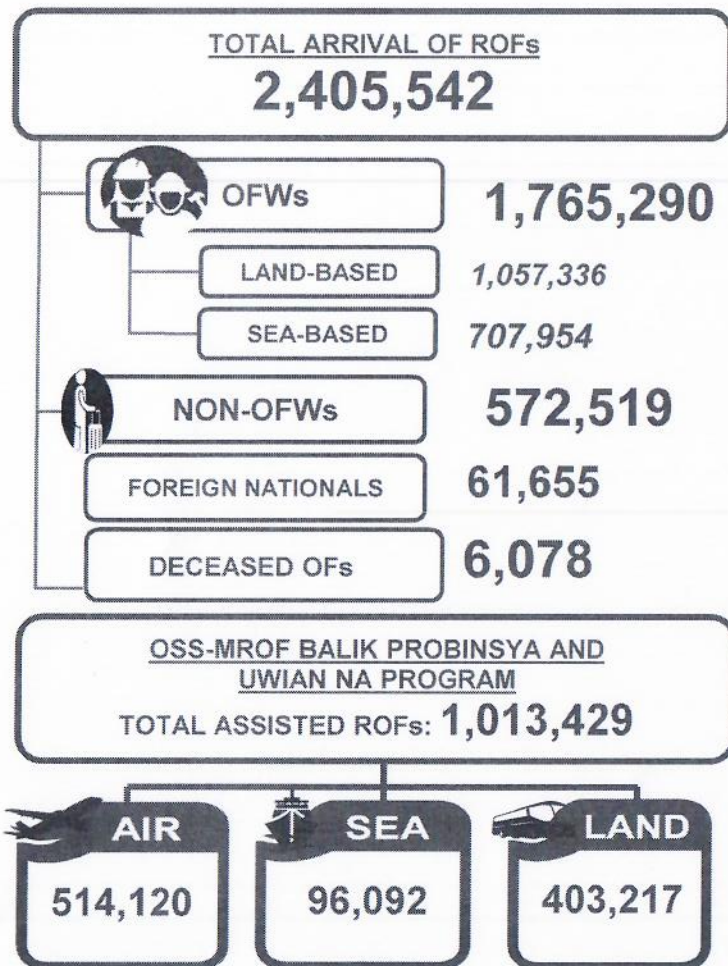 TOTAL ARRIVAL OF ROFs
2,405,542
OFWs 1,765,290
LAND-BASED 1,057,336
SEA-BASED 707,954
NON-OFWs 572,519
FOREIGN NATIONALS 61,655
DECEASED OFs 6,078
OSS-MROF BALIK PROBINSYA AND
UWIAN NA PROGRAM
TOTAL ASSISTED ROFs: 1,013,429
AIR SEA LAND
514,120 96,092 403,217